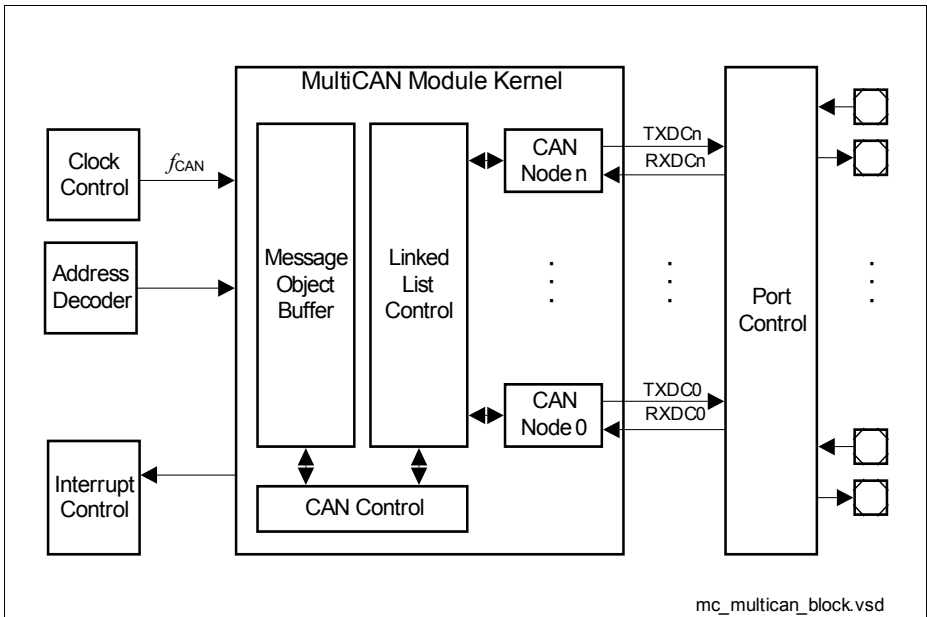 MultiCAN Module Kernel
Clock
Control
fCAN
Address
Decoder
Interrupt
Control
Message
Object
Buffer
Linked
List
Control
CAN Control
CAN
Node n
CAN
Node 0
TXDCn
RXDCn
TXDC0
RXDC0
Port
Control
mc_multican_block.vsd